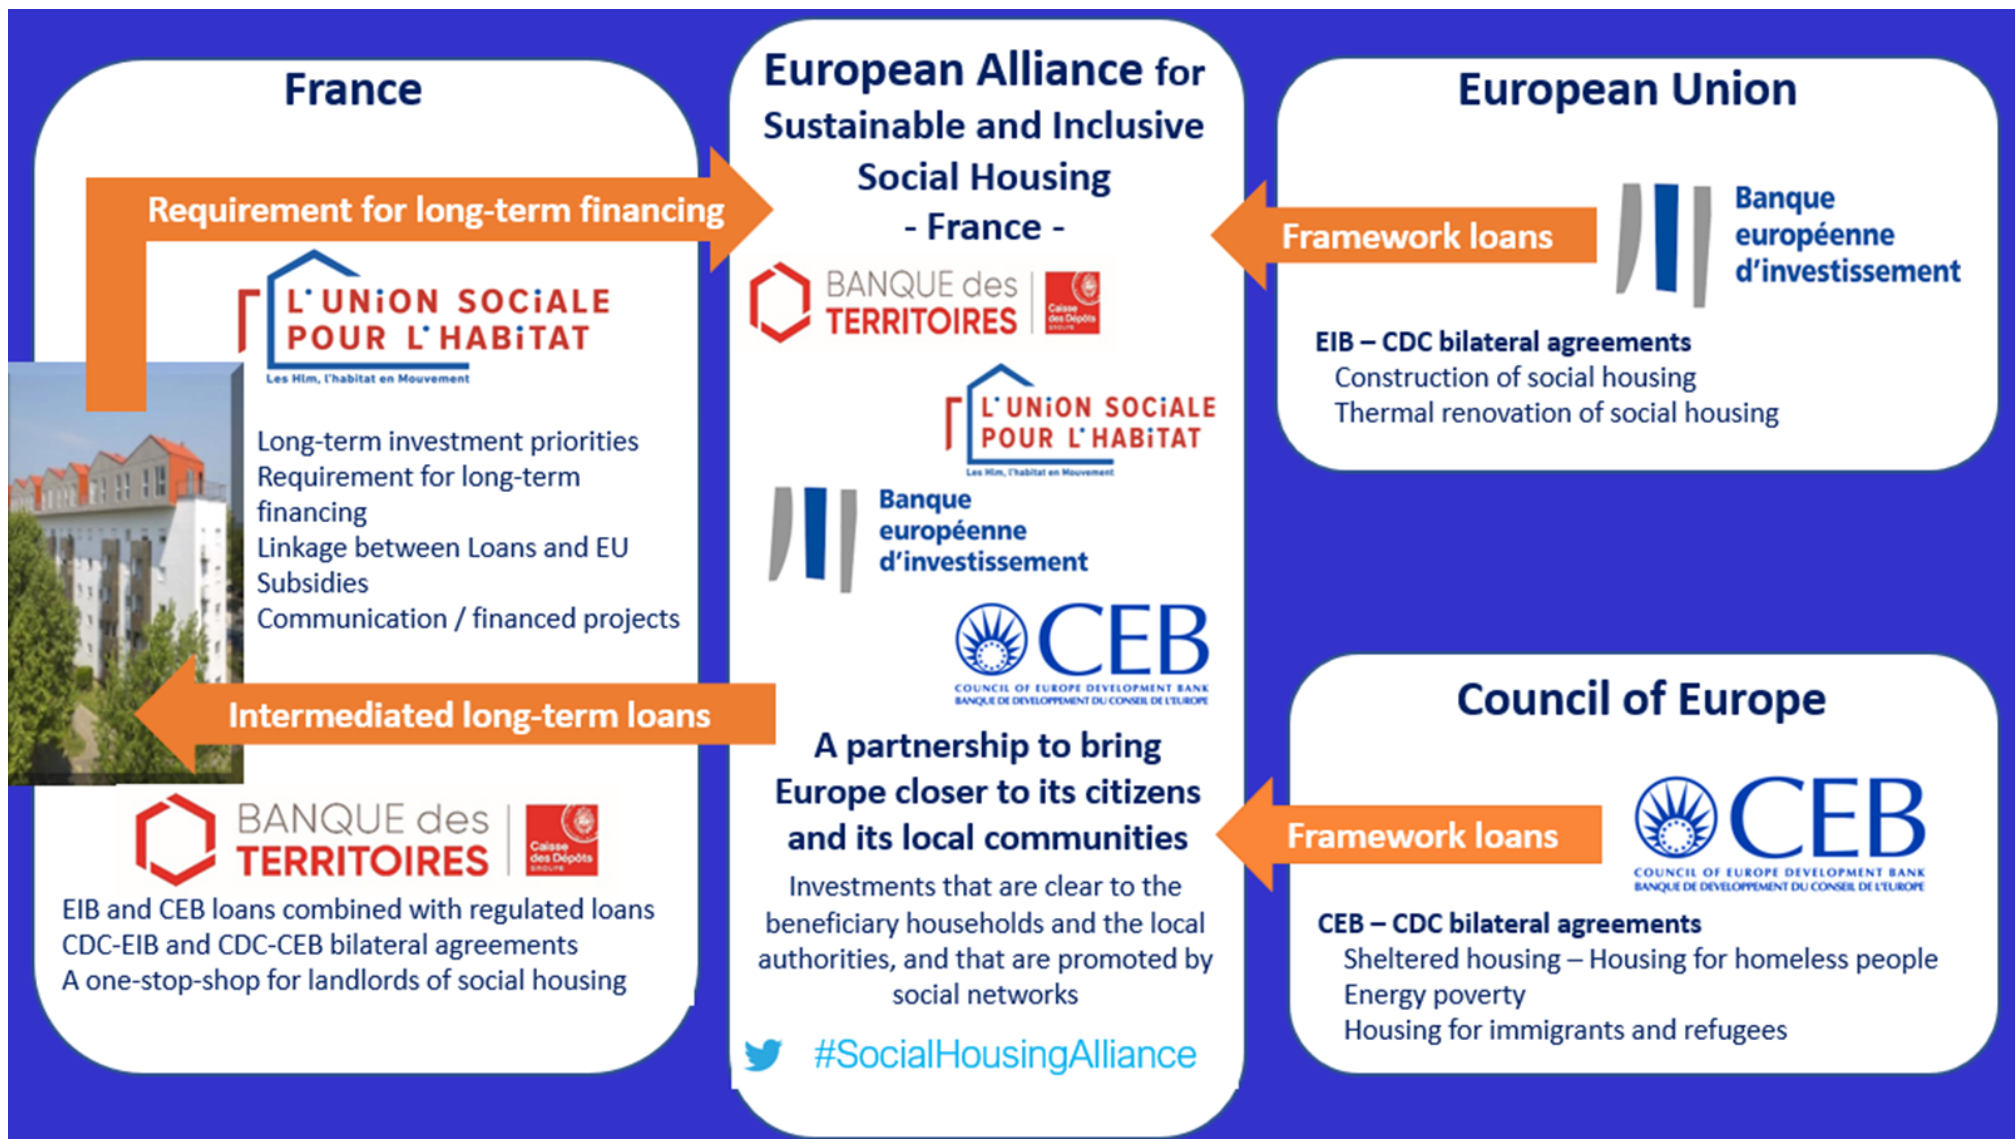 France
Requirement for long-term financing
L'UNiON SOCiALE
POUR L'HABiTAT
Les Hlm, l'habitat en Mouvement
Long-term investment priorities
Requirement for long-term
financing
Linkage between Loans and EU
Subsidies
Communication / financed projects
Intermediated long-term loans
BANQUE des
TERRITOIRES
Caisse
des Dépôts
GROUPE
EIB and CEB loans combined with regulated loans
CDC-EIB and CDC-CEB bilateral agreements
A one-stop-shop for landlords of social housing
European Alliance for
Sustainable and Inclusive
Social Housing
- France -
BANQUE des
TERRITOIRES
Caisse
des Dépôts
GROUPE
L'UNiON SOCiALE
POUR L'HABiTAT
Les Hlm, l'habitat en Mouvement
Banque
européenne
d'investissement
CEB
COUNCIL OF EUROPE DEVELOPMENT BANK
BANQUE DE DEVELOPPEMENT DU CONSEIL DE L'EUROPE
A partnership to bring
Europe closer to its citizens
and its local communities
Investments that are clear to the
beneficiary households and the local
authorities, and that are promoted by
social networks
#SocialHousingAlliance
European Union
Framework loans
Banque
européenne
d'investissement
EIB – CDC bilateral agreements
Construction of social housing
Thermal renovation of social housing
Council of Europe
Framework loans
CEB
COUNCIL OF EUROPE DEVELOPMENT BANK
BANQUE DE DEVELOPPEMENT DU CONSEIL DE L'EUROPE
CEB – CDC bilateral agreements
Sheltered housing – Housing for homeless people
Energy poverty
Housing for immigrants and refugees